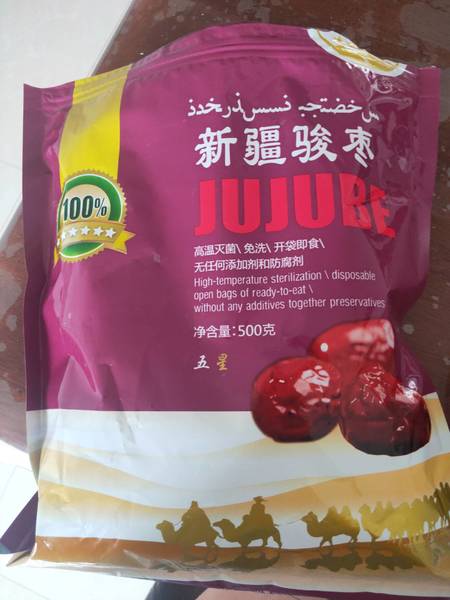 新疆骏枣
JUJUBE
100%
高温灭菌\ 免洗\ 开袋即食\
无任何添加剂和防腐剂
High-temperature sterilization \ disposable
open bags of ready-to-eat \
without any additives together preservatives
净含量:500克
五星